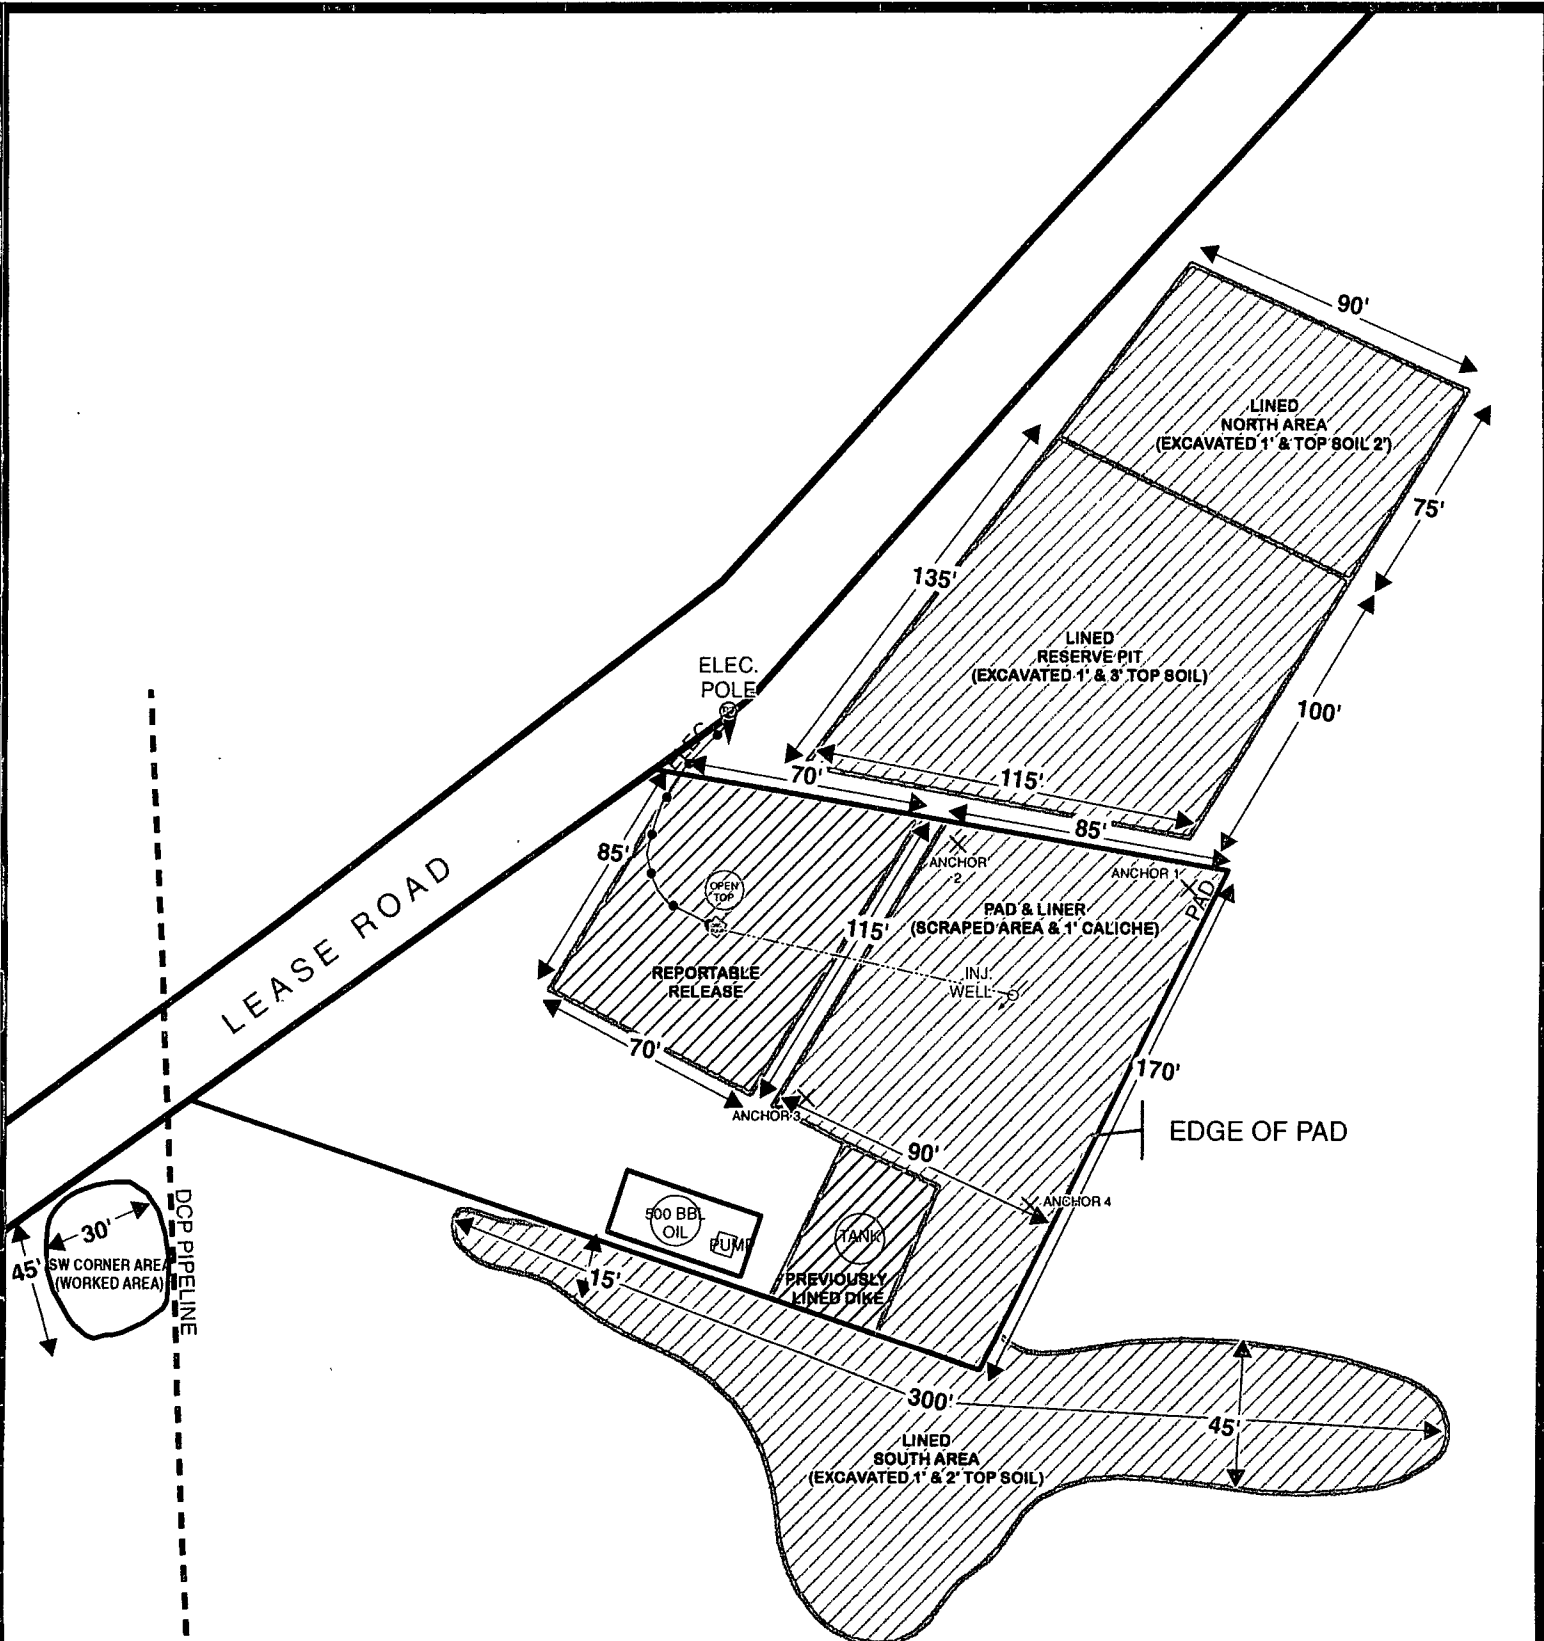 90'
LINED
NORTH AREA
(EXCAVATED 1' & TOP SOIL 2')
75'
135'
LINED
RESERVE PIT
(EXCAVATED 1' & 3' TOP SOIL)
100'
ELEC.
POLE
ELEC.
70'
115'
85'
85'
ANCHOR
2
ANCHOR 1
PAD
OPEN
TOP
PAD & LINER
(SCRAPED AREA & 1' CALICHE)
115'
REPORTABLE
RELEASE
INJ.
WELL
LEASE ROAD
70'
170'
ANCHOR 3
EDGE OF PAD
90'
ANCHOR 4
500 BBL
OIL
PUMP
TANK
PREVIOUSLY
LINED DIKE
DCP PIPELINE
30'
45'
SW CORNER AREA
(WORKED AREA)
15'
300'
45'
LINED
SOUTH AREA
(EXCAVATED 1' & 2' TOP SOIL)